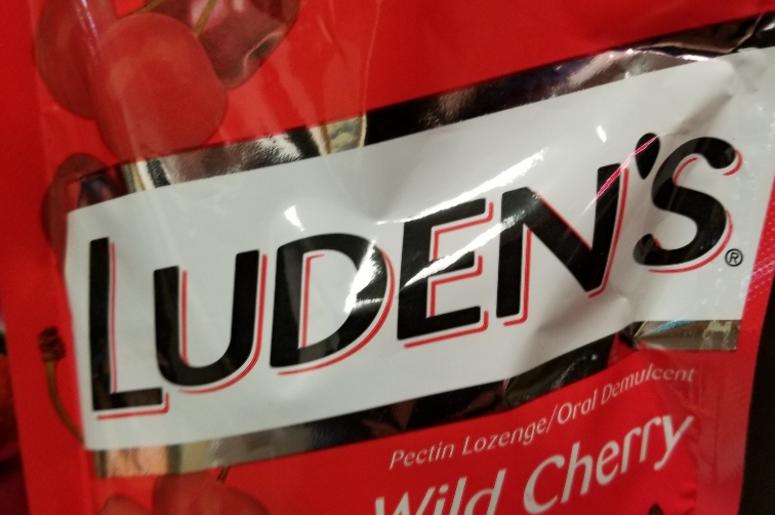 LUDEN'S®
Pectin Lozenge/Oral Demulcent
Wild Cherry